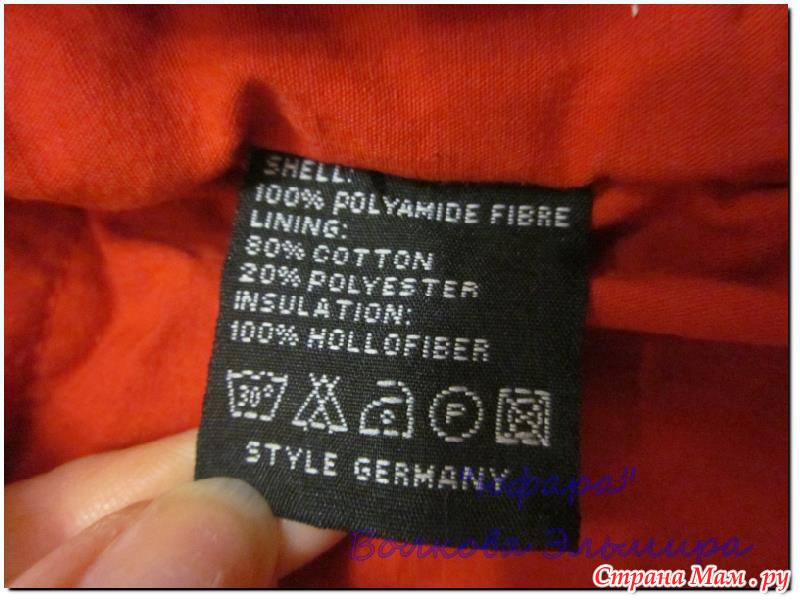 SHELL:
100% POLYAMIDE FIBRE
LINING:
80% COTTON
20% POLYESTER
INSULATION:
100% HOLLOFIBER
30° P
STYLE GERMANY
Волкова Эльмира
Страна Мам.ру